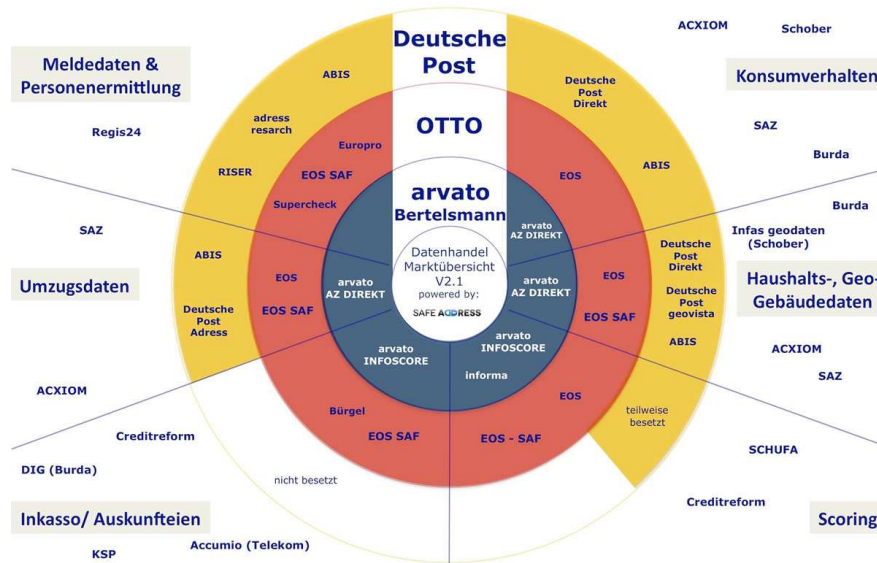 Deutsche
Post
OTTO
arvato
Bertelsmann
Datenhandel
Marktübersicht
V2.1
powered by:
SAFE ADDRESS
Meldedaten &
Personenermittlung
Regis24
ABIS
adress
resarch
RISER
Europro
EOS SAF
Supercheck
ACXIOM
Schober
Konsumverhalten
SAZ
Burda
Deutsche
Post
Direkt
ABIS
EOS
arvato
AZ DIREKT
Burda
Infas geodaten
(Schober)
Haushalts-, Geo-
Gebäudedaten
ACXIOM
SAZ
Deutsche
Post
Direkt
Deutsche
Post
geovista
ABIS
EOS
EOS SAF
arvato
AZ DIREKT
SAZ
Umzugsdaten
ACXIOM
ABIS
Deutsche
Post
Adress
EOS
EOS SAF
arvato
AZ DIREKT
Creditreform
DIG (Burda)
Inkasso/ Auskunfteien
KSP
Accumio (Telekom)
nicht besetzt
Bürgel
EOS SAF
arvato
INFOSCORE
arvato
INFOSCORE
informa
EOS
EOS - SAF
teilweise
besetzt
SCHUFA
Creditreform
Scoring